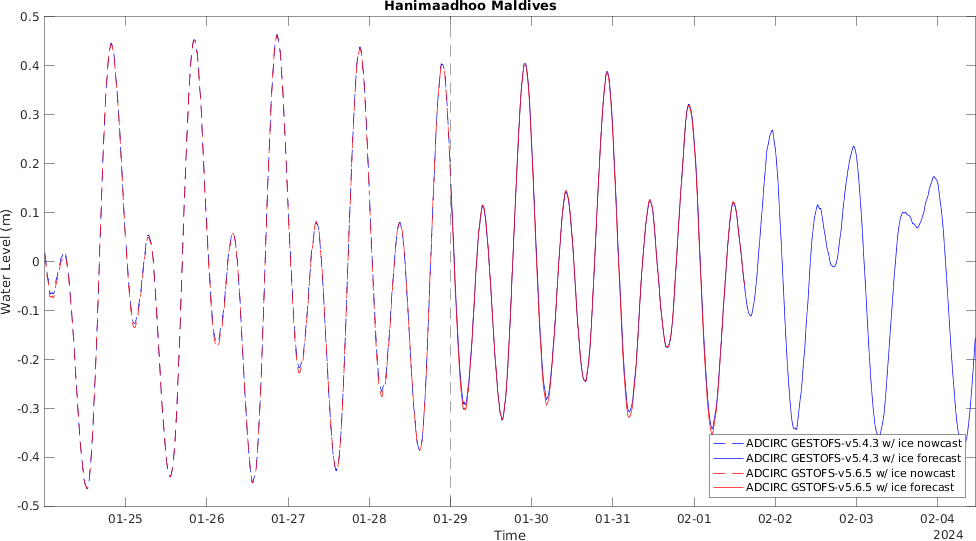 Hanimaadhoo Maldives
0.5
0.4
0.3
0.2
0.1
0
-0.1
-0.2
-0.3
-0.4
-0.5
Water Level (m)
ADCIRC GESTOFS-v5.4.3 w/ ice nowcast
ADCIRC GESTOFS-v5.4.3 w/ ice forecast
ADCIRC GSTOFS-v5.6.5 w/ ice nowcast
ADCIRC GSTOFS-v5.6.5 w/ ice forecast
01-25 01-26 01-27 01-28 01-29 01-30 01-31 02-01 02-02 02-03 02-04
Time
2024